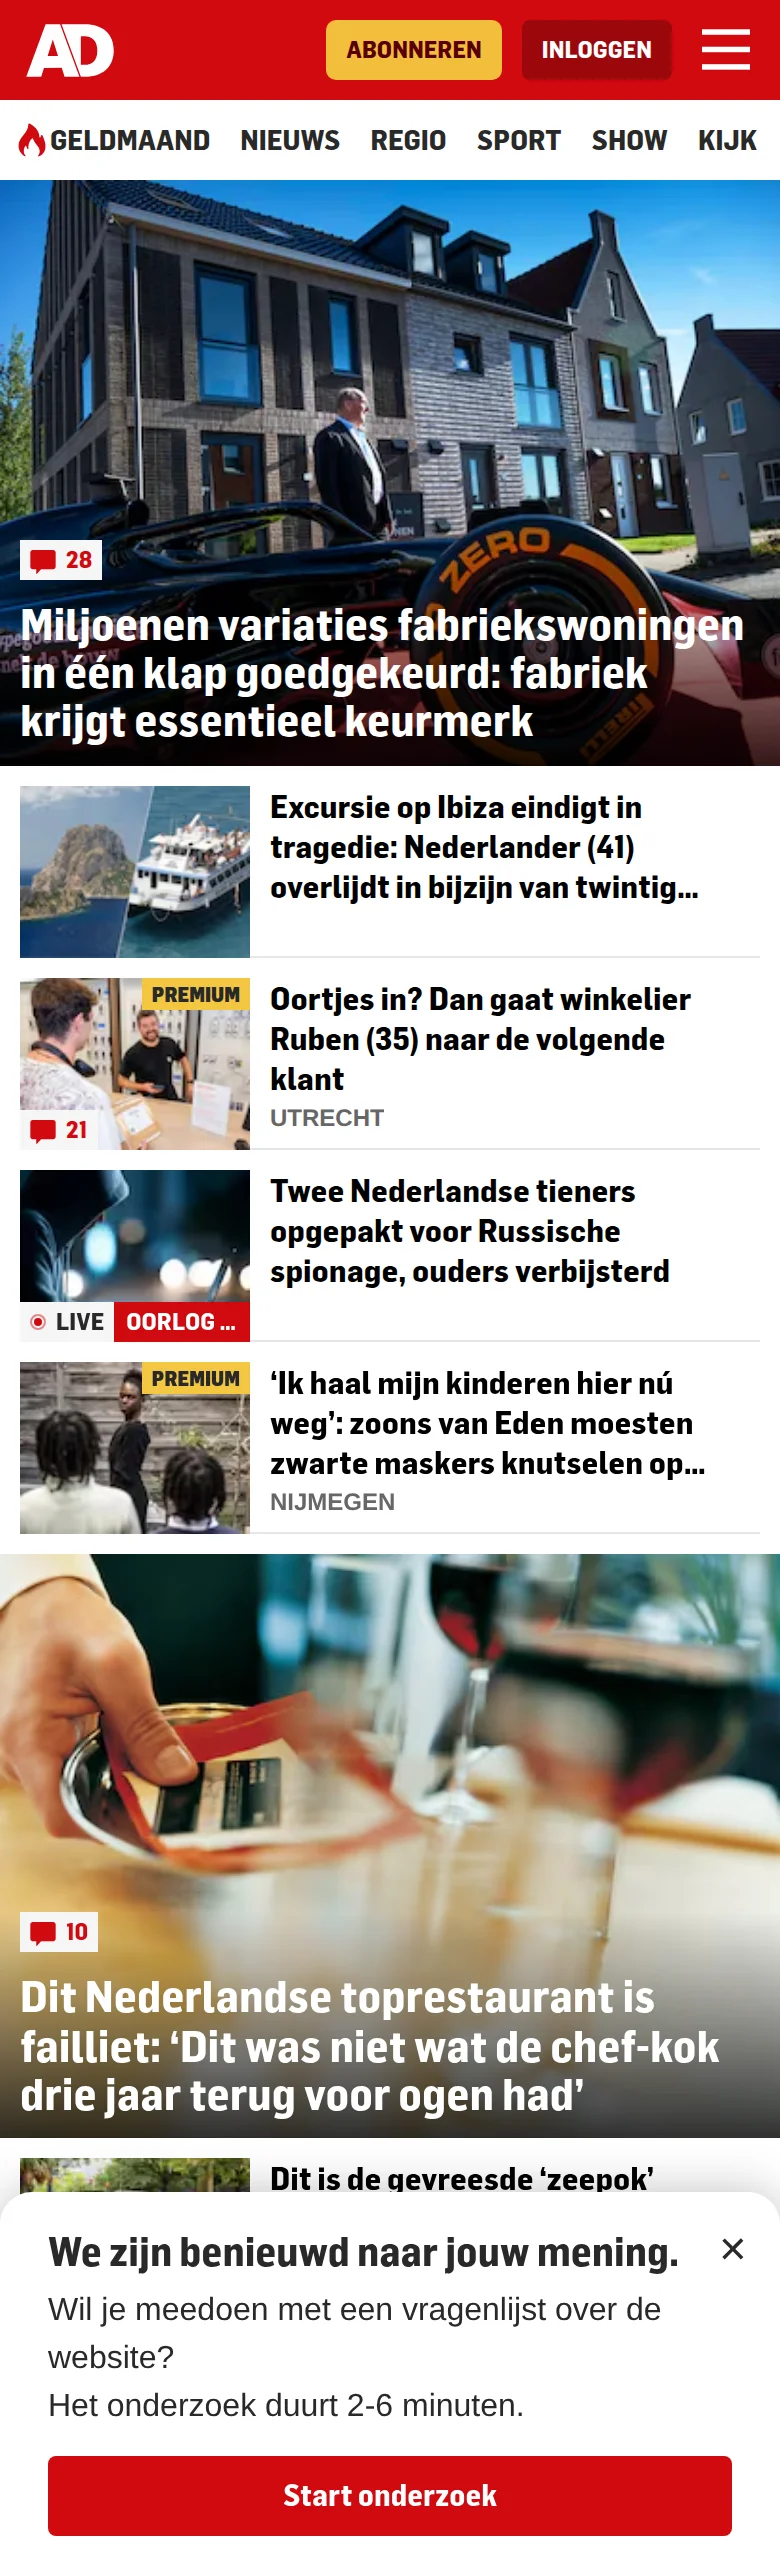 AD
ABONNEREN
INLOGGEN
GELDMAAND NIEUWS REGIO SPORT SHOW KIJK
ZERO
PIRELLI
28
Miljoenen variaties fabriekswoningen
in één klap goedgekeurd: fabriek
krijgt essentieel keurmerk
Excursie op Ibiza eindigt in
tragedie: Nederlander (41)
overlijdt in bijzijn van twintig...
PREMIUM
21
Oortjes in? Dan gaat winkelier
Ruben (35) naar de volgende
klant
UTRECHT
LIVE OORLOG ...
Twee Nederlandse tieners
opgepakt voor Russische
spionage, ouders verbijsterd
PREMIUM
‘Ik haal mijn kinderen hier nú
weg’: zoons van Eden moesten
zwarte maskers knutselen op...
NIJMEGEN
10
Dit Nederlandse toprestaurant is
failliet: ‘Dit was niet wat de chef-kok
drie jaar terug voor ogen had’
Dit is de gevreesde ‘zeepok’
We zijn benieuwd naar jouw mening.
Wil je meedoen met een vragenlijst over de
website?
Het onderzoek duurt 2-6 minuten.
Start onderzoek